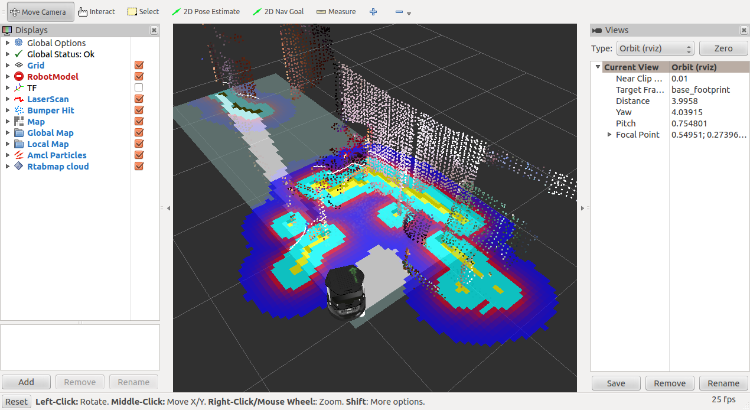 Move Camera Interact Select 2D Pose Estimate 2D Nav Goal Measure
Displays
Global Options
Global Status: Ok
Grid
RobotModel
TF
LaserScan
Bumper Hit
Map
Global Map
Local Map
Amcl Particles
Rtabmap cloud
Add Remove Rename
Views
Type: Orbit (rviz) Zero
Current View Orbit (rviz)
Near Clip ... 0.01
Target Fra... base_footprint
Distance 3.9958
Yaw 4.03915
Pitch 0.754801
Focal Point 0.54951; 0.27396...
Save Remove Rename
Reset Left-Click: Rotate. Middle-Click: Move X/Y. Right-Click/Mouse Wheel:: Zoom. Shift: More options. 25 fps